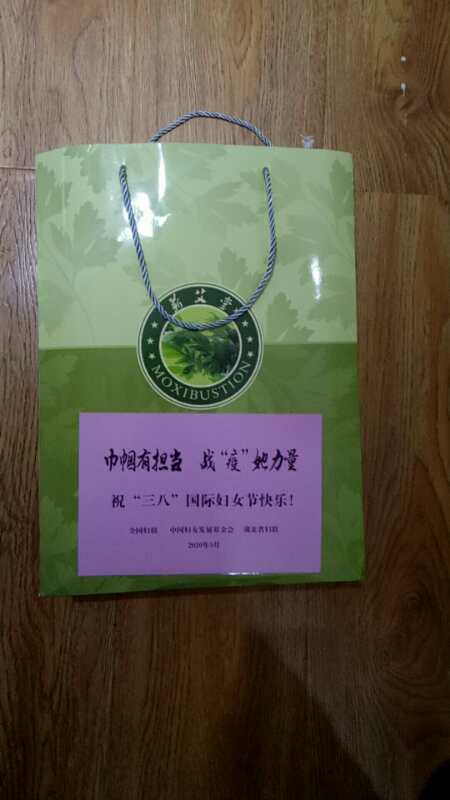 艾堂
MOXIBUSTION
巾帼有担当 战“疫”她力量
祝“三八”国际妇女节快乐！
全国妇联 中国妇女发展基金会 湖北省妇联
2020年3月